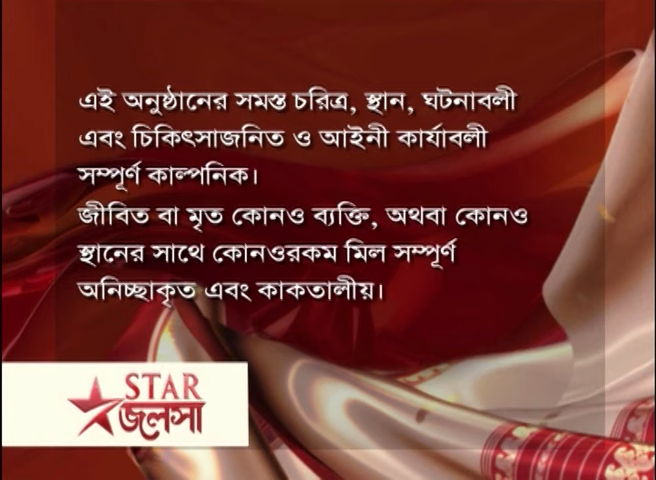 এই অনুষ্ঠানের সমস্ত চরিত্র, স্থান, ঘটনাবলী
এবং চিকিৎসাজনিত ও আইনী কার্যাবলী
সম্পূর্ণ কাল্পনিক।
জীবিত বা মৃত কোনও ব্যক্তি, অথবা কোনও
স্থানের সাথে কোনওরকম মিল সম্পূর্ণ
অনিচ্ছাকৃত এবং কাকতালীয়।
STAR
জলসা